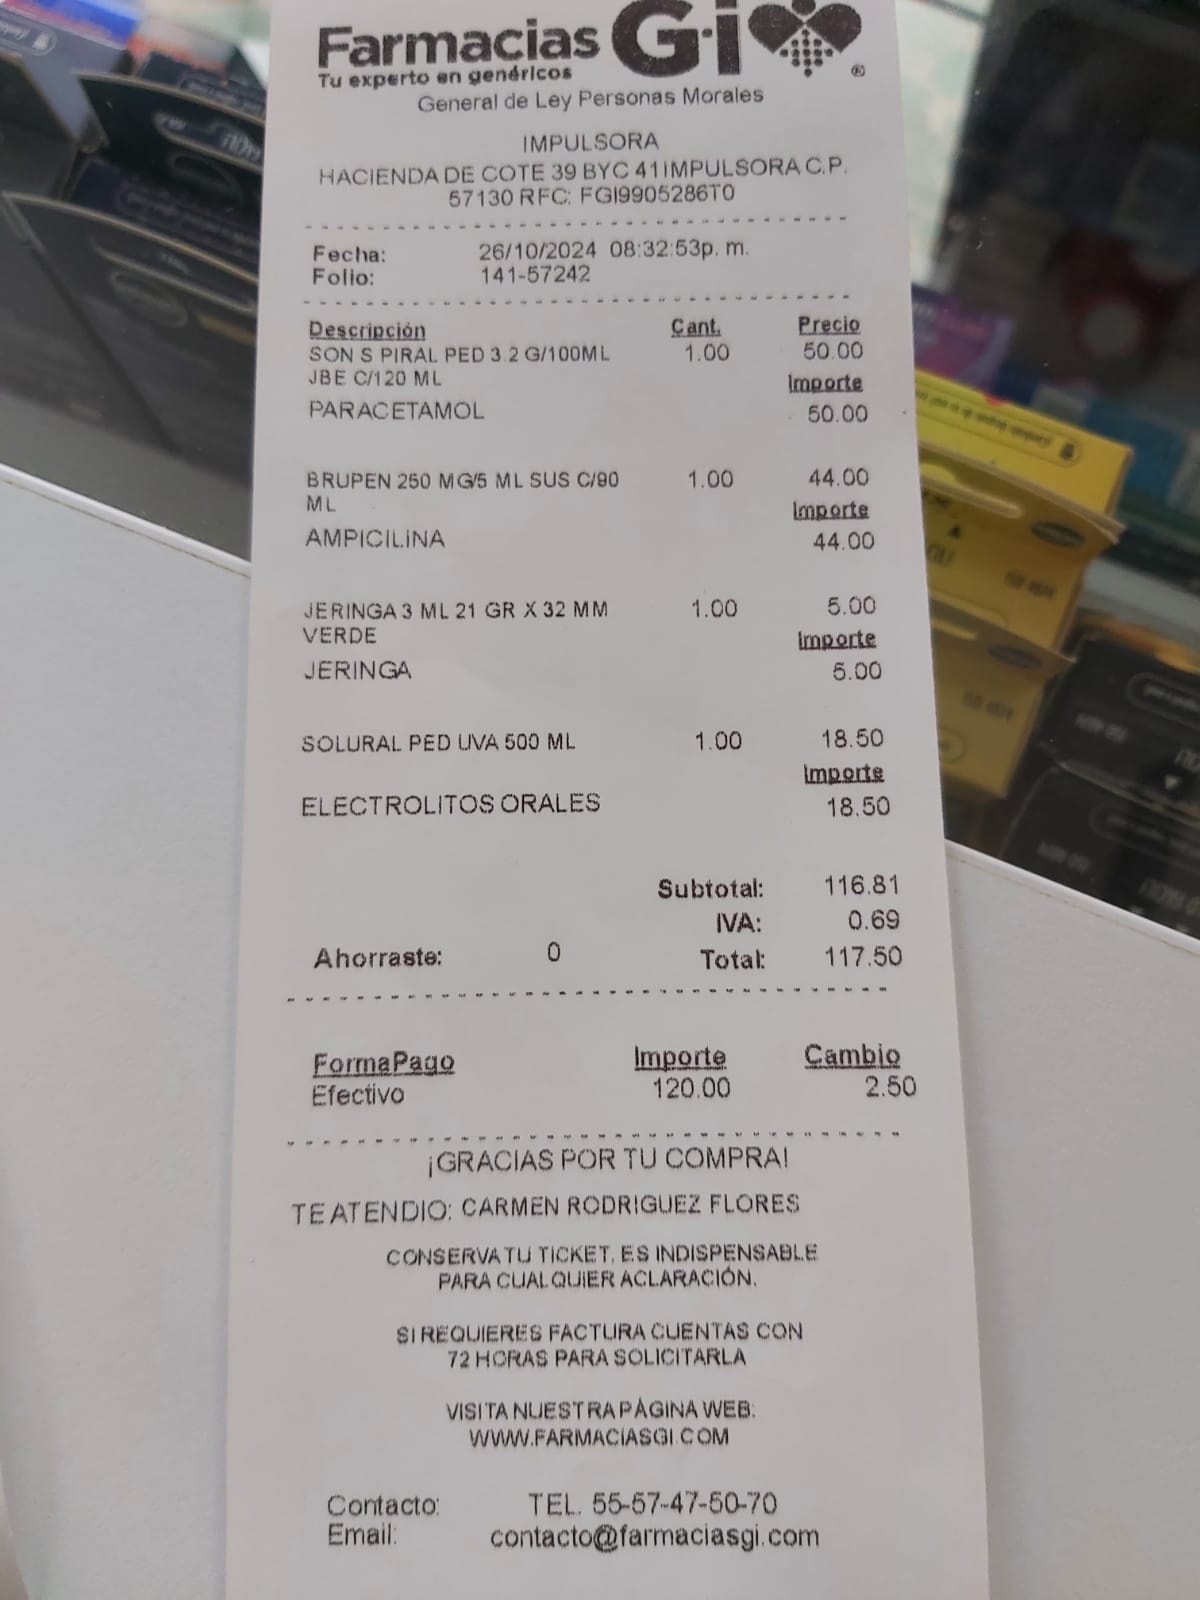 Farmacias G·i ®
Tu experto en genéricos
General de Ley Personas Morales
IMPULSORA
HACIENDA DE COTE 39 BYC 41IMPULSORA C.P.
57130 RFC: FGI9905286T0
Fecha: 26/10/2024 08:32:53p. m.
Folio: 141-57242
Descripción Cant. Precio
SON S PIRAL PED 3.2 G/100ML 1.00 50.00
JBE C/120 ML Importe
PARACETAMOL 50.00
BRUPEN 250 MG/5 ML SUS C/90 1.00 44.00
ML Importe
AMPICILINA 44.00
JERINGA 3 ML 21 GR X 32 MM 1.00 5.00
VERDE Importe
JERINGA 5.00
SOLURAL PED UVA 500 ML 1.00 18.50
Importe
ELECTROLITOS ORALES 18.50
Subtotal: 116.81
IVA: 0.69
Ahorraste: 0 Total: 117.50
FormaPago Importe Cambio
Efectivo 120.00 2.50
¡GRACIAS POR TU COMPRA!
TE ATENDIO: CARMEN RODRIGUEZ FLORES
CONSERVA TU TICKET, ES INDISPENSABLE
PARA CUALQUIER ACLARACIÓN.
SI REQUIERES FACTURA CUENTAS CON
72 HORAS PARA SOLICITARLA
VISITA NUESTRA PÁGINA WEB:
WWW.FARMACIASGI.COM
Contacto: TEL. 55-57-47-50-70
Email: contacto@farmaciasgi.com